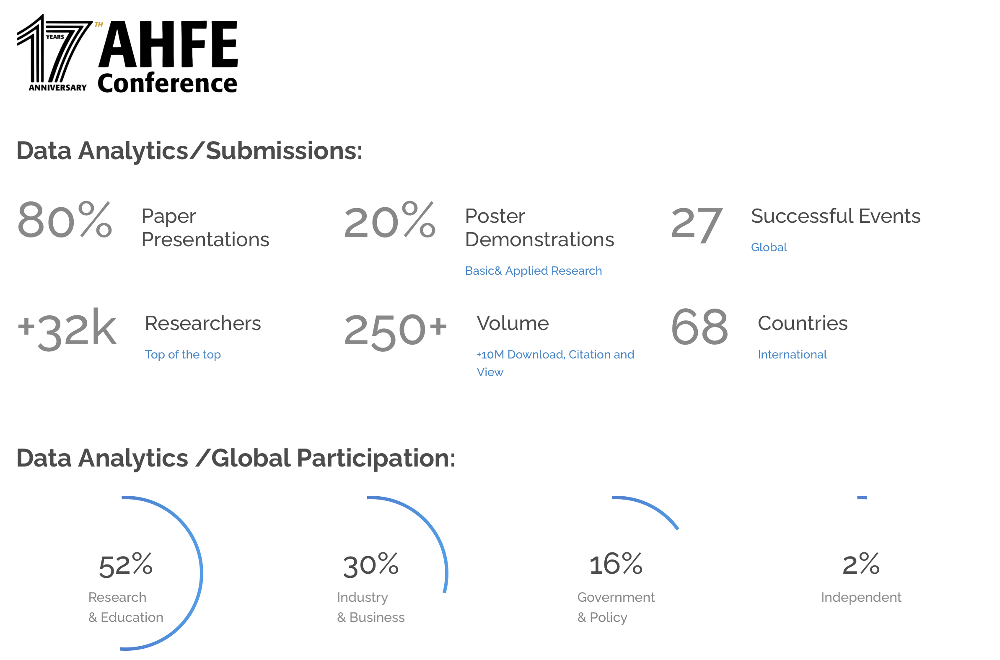 17
TH
YEARS
ANNIVERSARY
AHFE
Conference
Data Analytics/Submissions:
80%
Paper
Presentations
20%
Poster
Demonstrations
Basic& Applied Research
27
Successful Events
Global
+32k
Researchers
Top of the top
250+
Volume
+10M Download, Citation and
View
68
Countries
International
Data Analytics /Global Participation:
52%
Research
& Education
30%
Industry
& Business
16%
Government
& Policy
2%
Independent